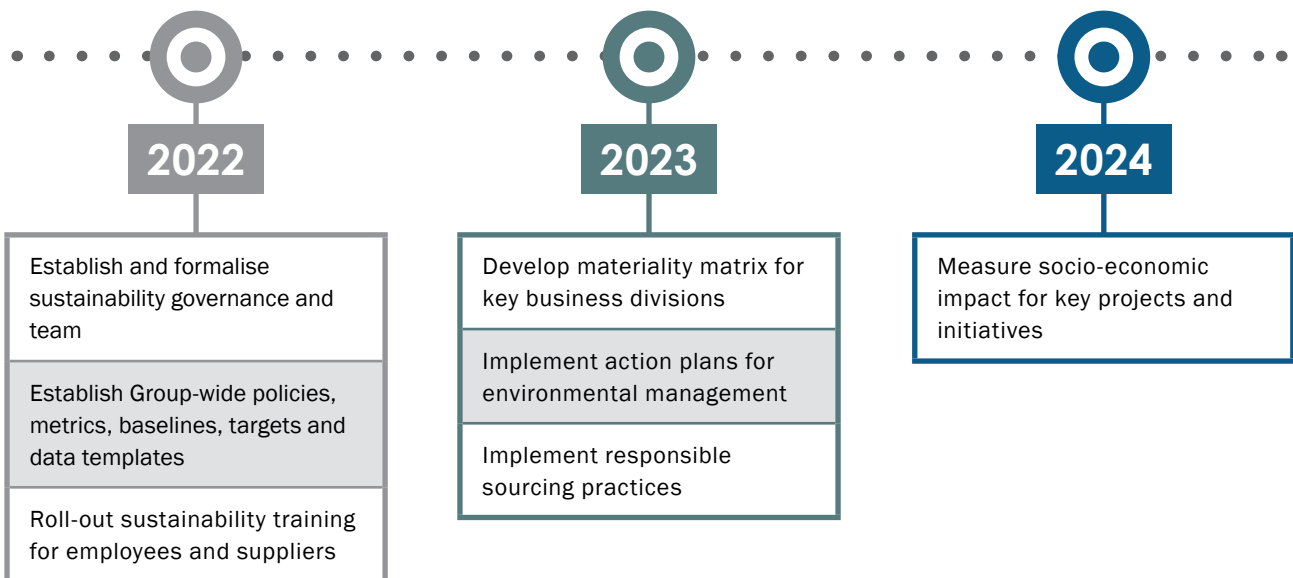 2022
Establish and formalise
sustainability governance and
team
Establish Group-wide policies,
metrics, baselines, targets and
data templates
Roll-out sustainability training
for employees and suppliers
2023
Develop materiality matrix for
key business divisions
Implement action plans for
environmental management
Implement responsible
sourcing practices
2024
Measure socio-economic
impact for key projects and
initiatives